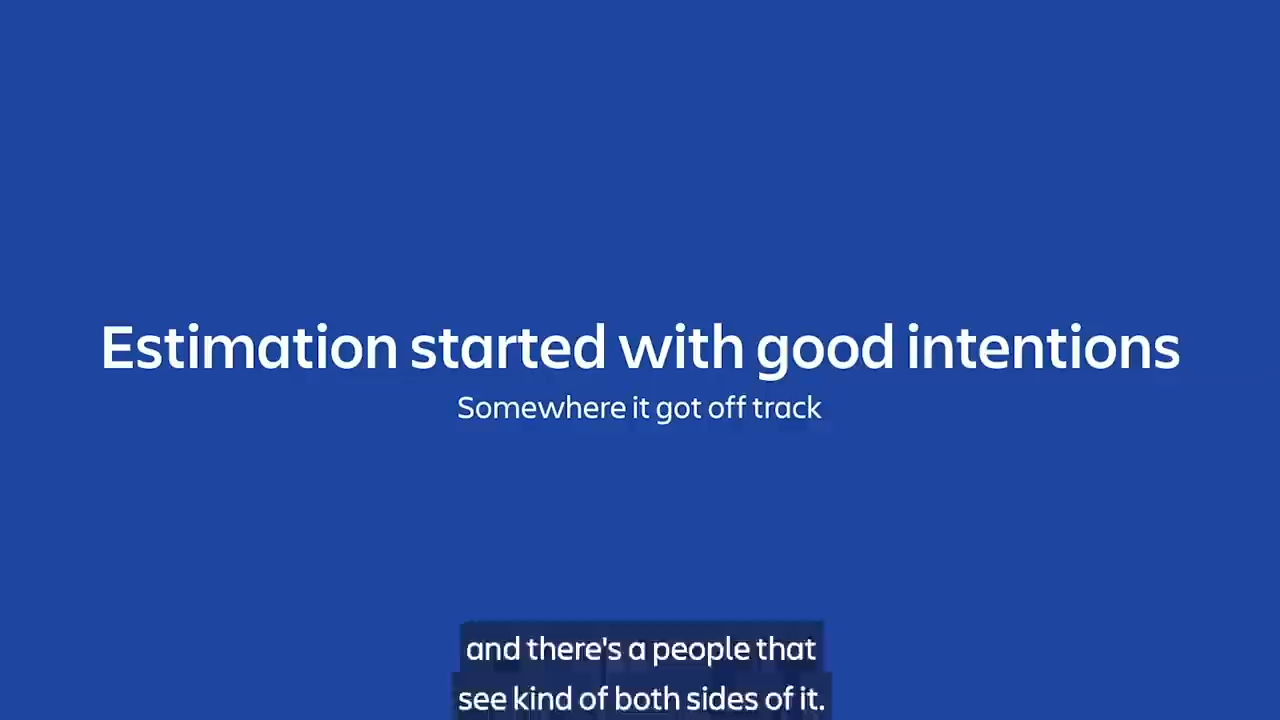 Estimation started with good intentions
Somewhere it got off track
and there's a people that
see kind of both sides of it.